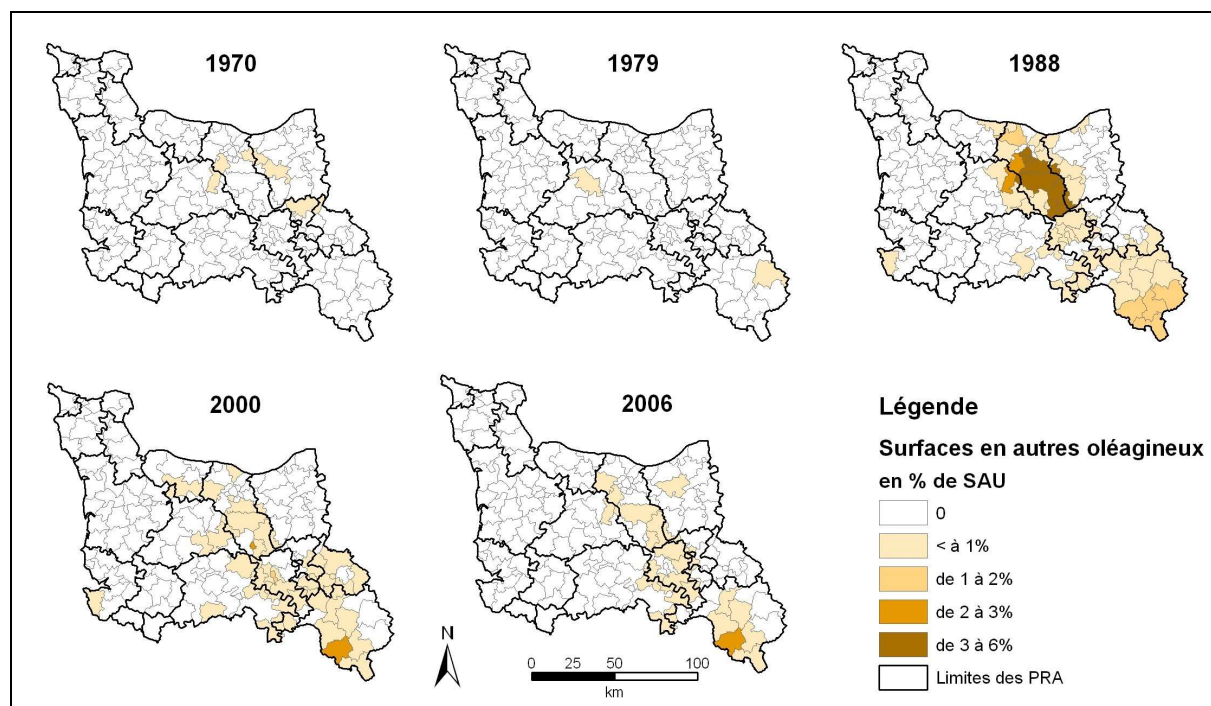 1970
1979
1988
2000
2006
Légende
Surfaces en autres oléagineux
en % de SAU
0
< à 1%
de 1 à 2%
de 2 à 3%
de 3 à 6%
Limites des PRA
N
0 25 50 100
km